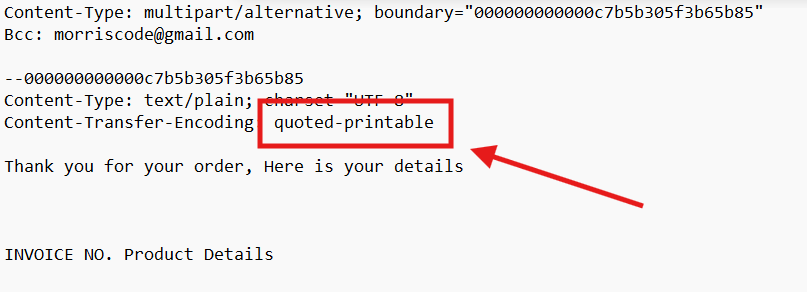 Content-Type: multipart/alternative; boundary="000000000000c7b5b305f3b65b85"
Bcc: morriscode@gmail.com
--000000000000c7b5b305f3b65b85
Content-Type: text/plain; charset="UTF-8"
Content-Transfer-Encoding: quoted-printable
Thank you for your order, Here is your details
INVOICE NO. Product Details